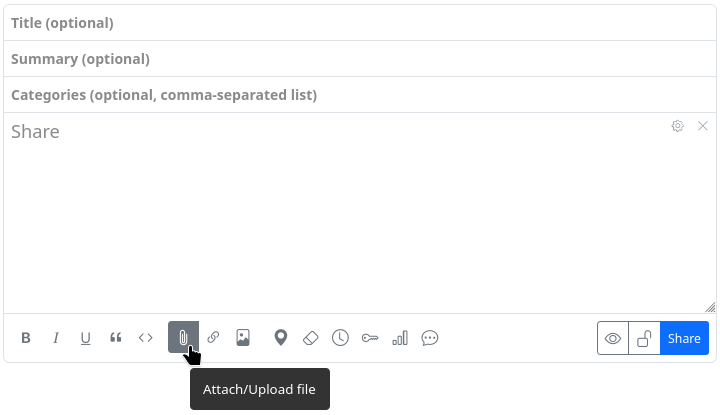 Title (optional)
Summary (optional)
Categories (optional, comma-separated list)
Share
B I U “ <>
Share
Attach/Upload file